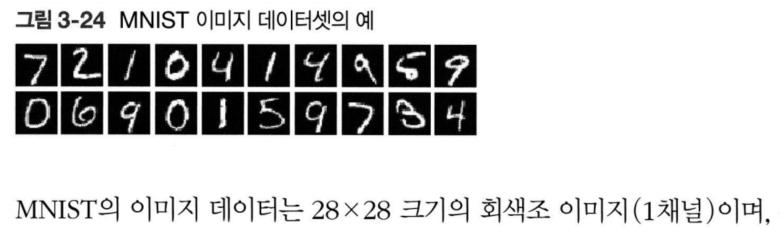 그림 3-24 MNIST 이미지 데이터셋의 예
7 2 1 0 4 1 4 9 5 9
0 6 9 0 1 5 9 7 3 4
MNIST의 이미지 데이터는 28×28 크기의 회색조 이미지(1채널)이며,